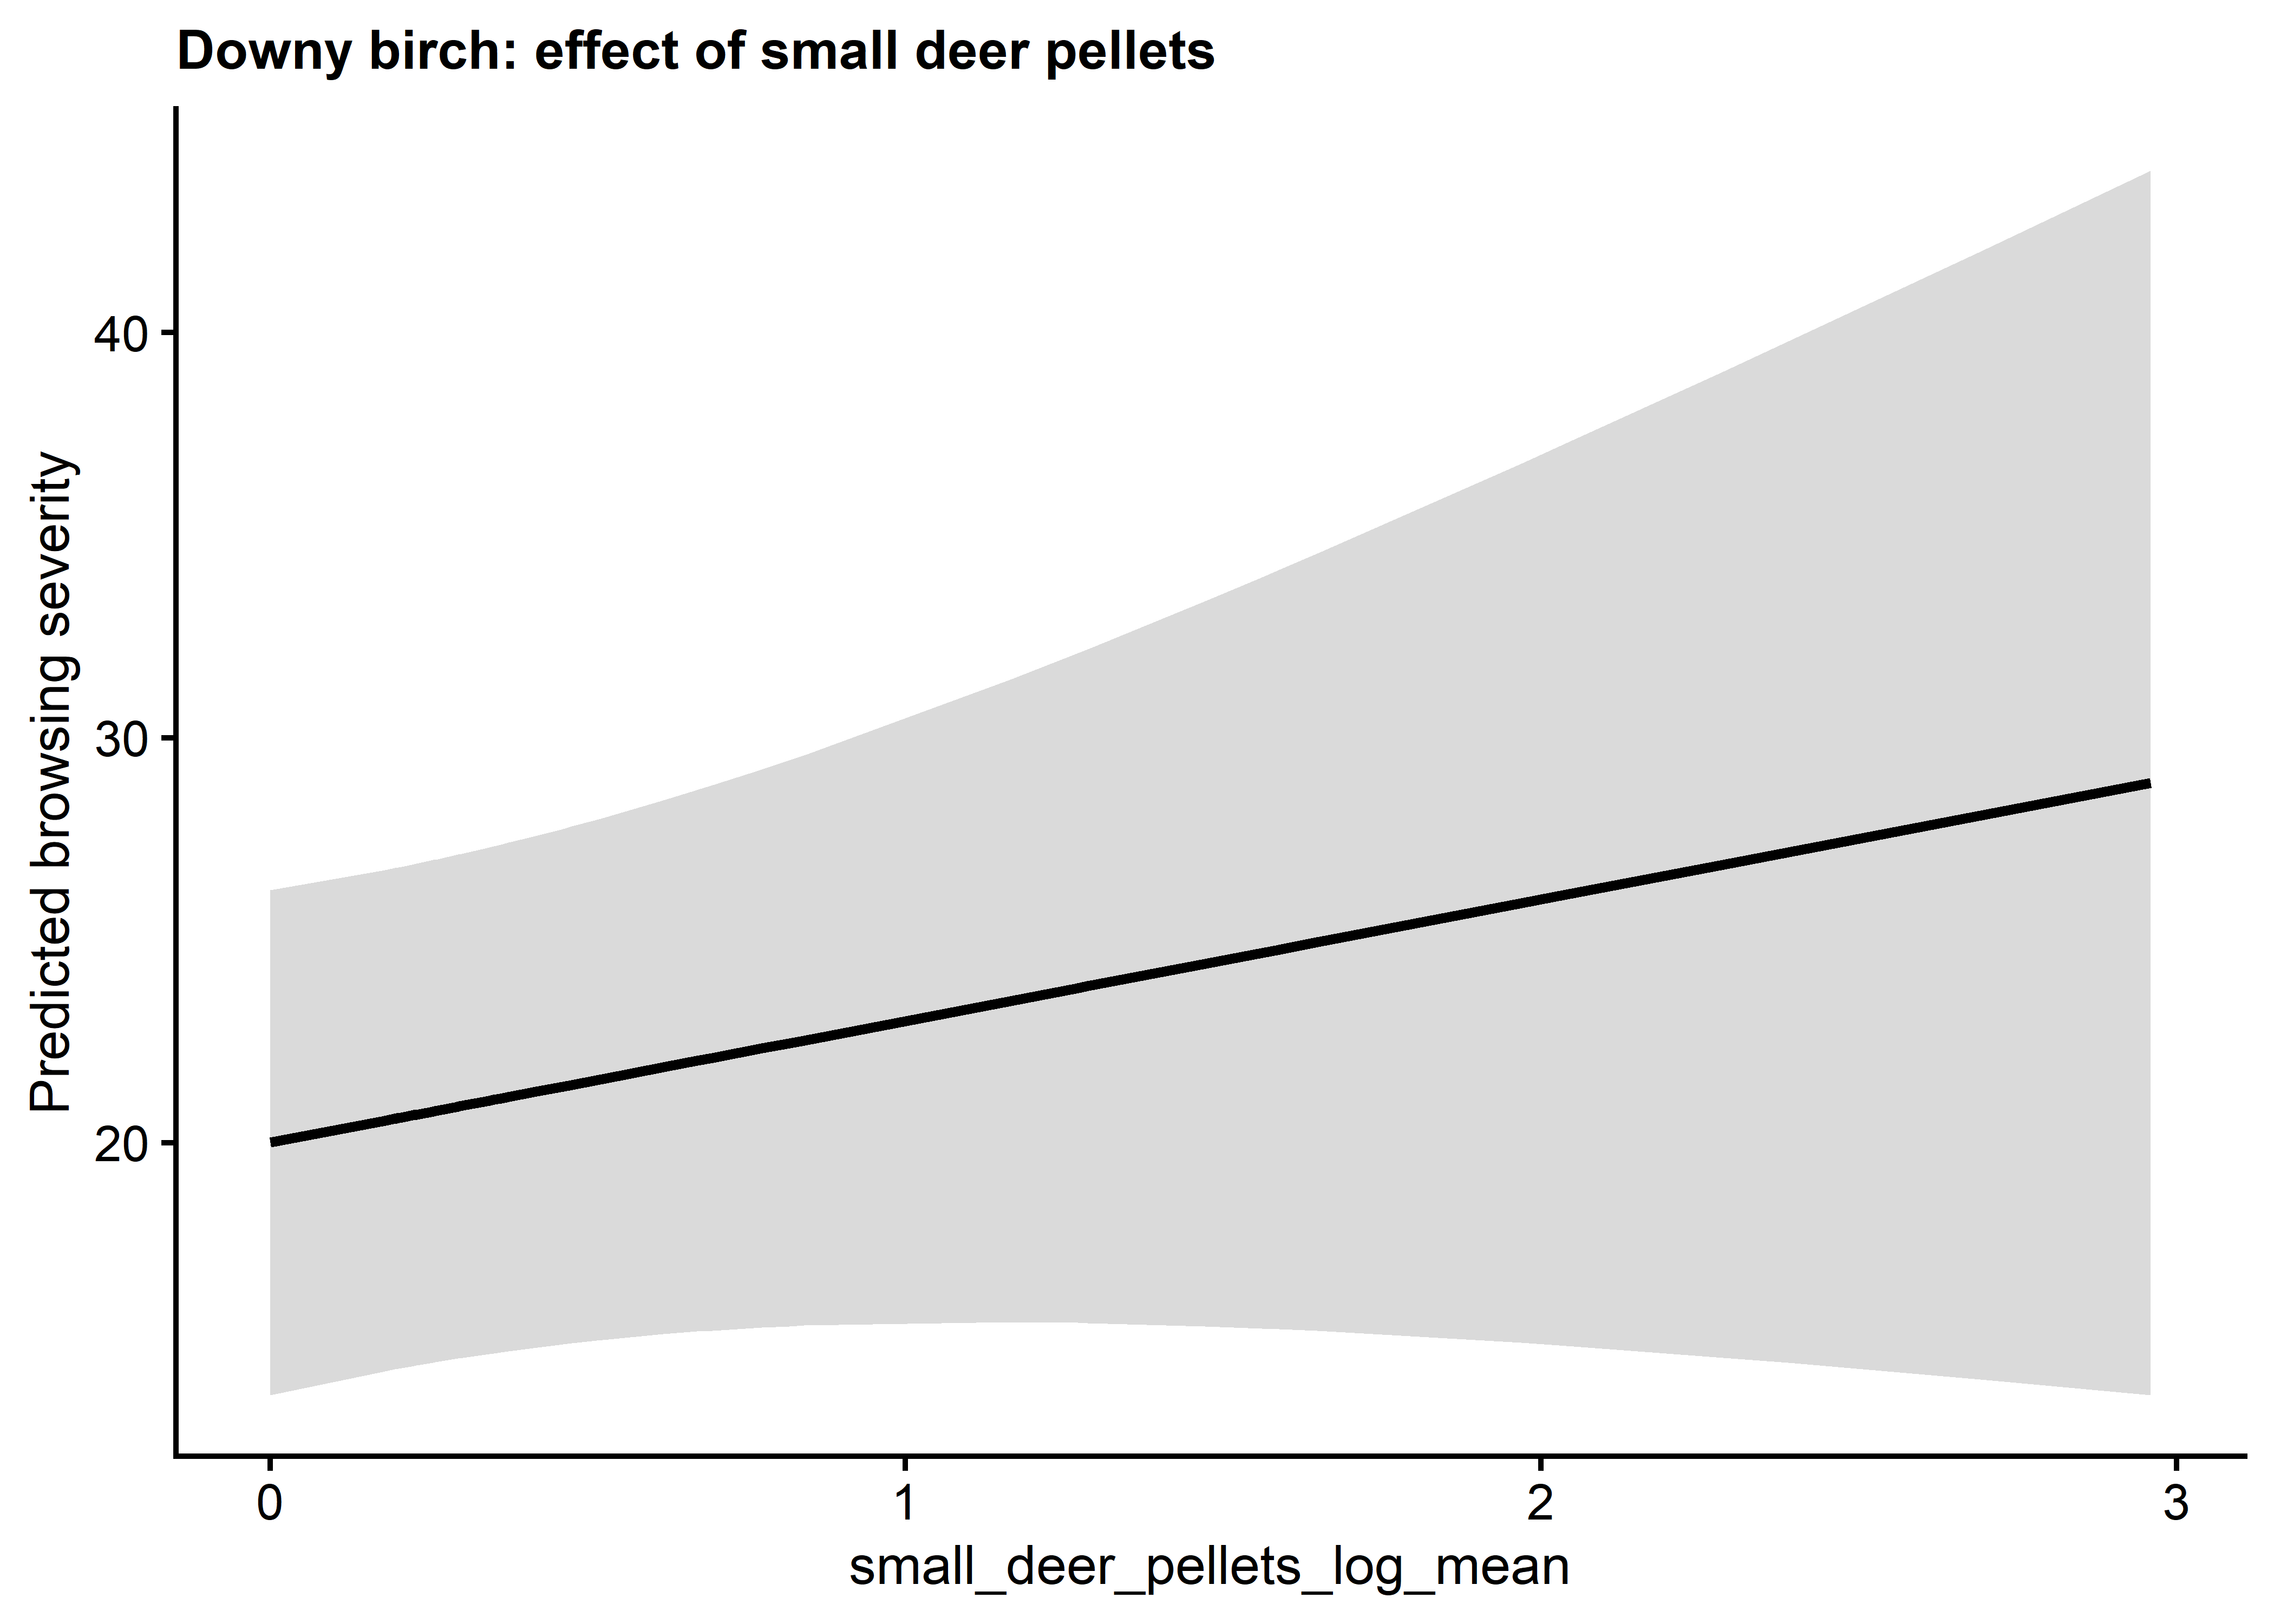 Downy birch: effect of small deer pellets
Predicted browsing severity
40
30
20
0 1 2 3
small_deer_pellets_log_mean